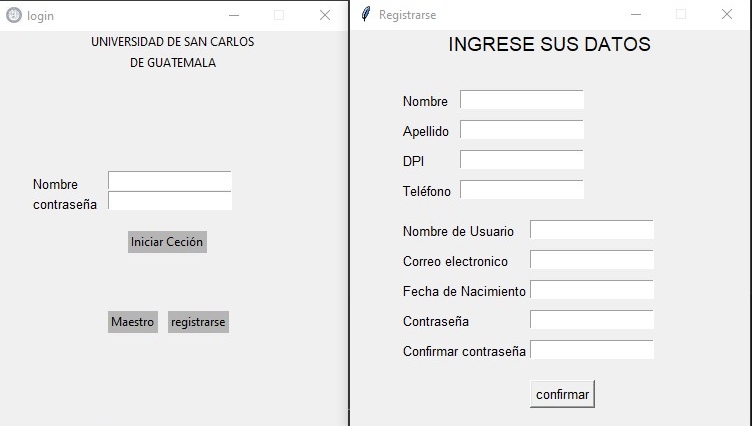 login
UNIVERSIDAD DE SAN CARLOS
DE GUATEMALA
Nombre
contraseña
Iniciar Ceción
Maestro registrarse
Registrarse
INGRESE SUS DATOS
Nombre
Apellido
DPI
Teléfono
Nombre de Usuario
Correo electronico
Fecha de Nacimiento
Contraseña
Confirmar contraseña
confirmar